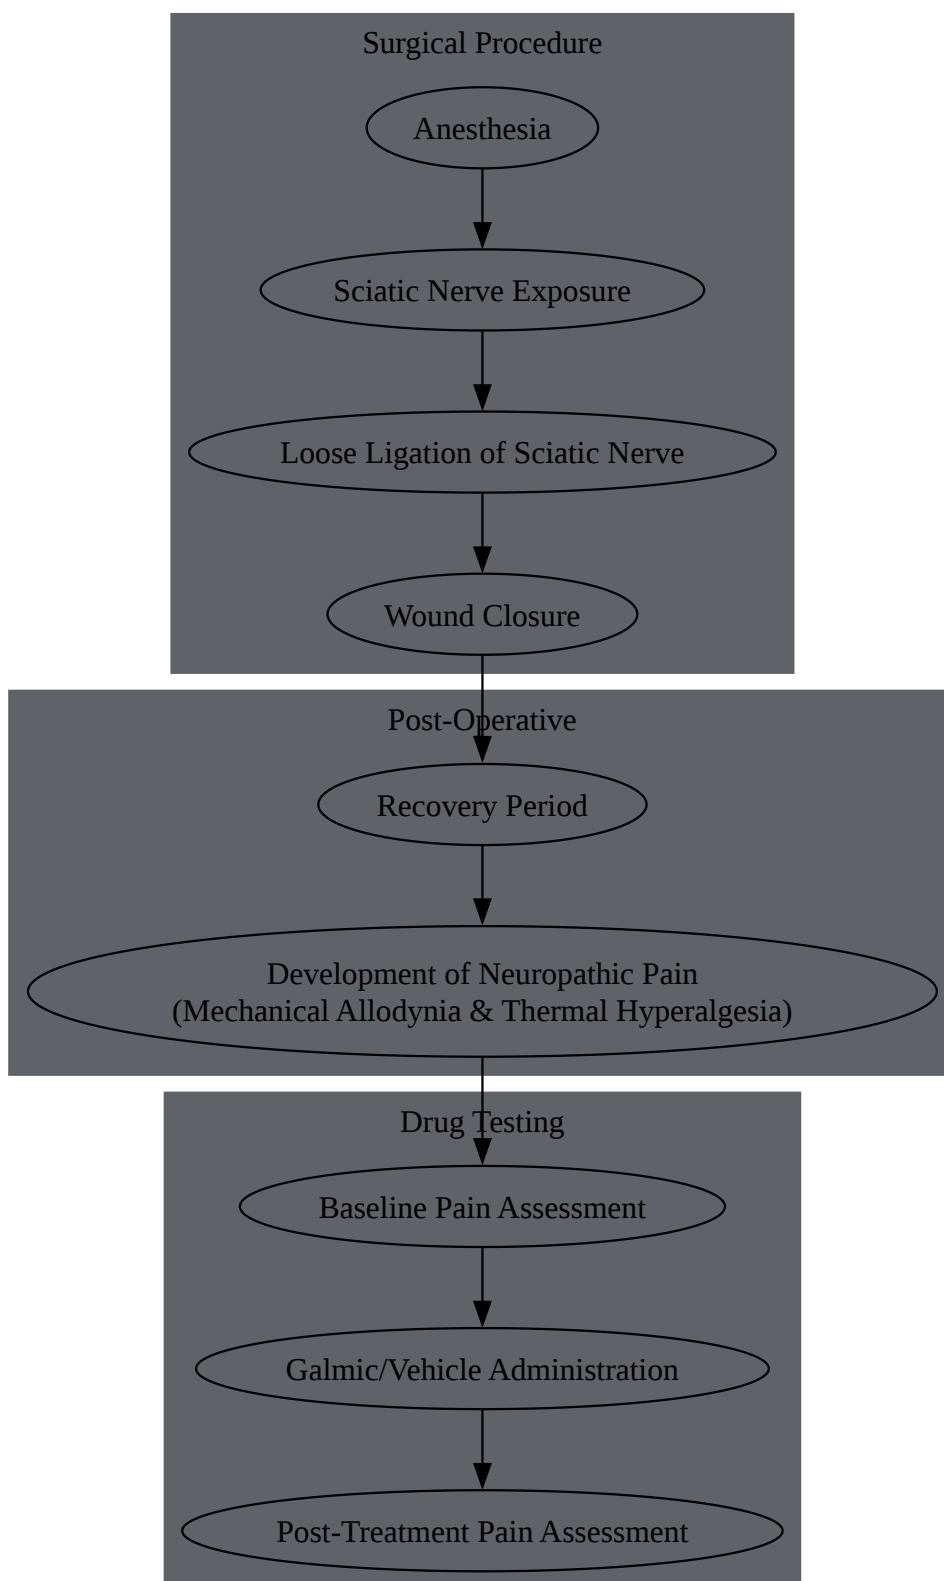 Surgical Procedure
Anesthesia
Sciatic Nerve Exposure
Loose Ligation of Sciatic Nerve
Wound Closure
Post-Operative
Recovery Period
Development of Neuropathic Pain
(Mechanical Allodynia & Thermal Hyperalgesia)
Drug Testing
Baseline Pain Assessment
Galmic/Vehicle Administration
Post-Treatment Pain Assessment